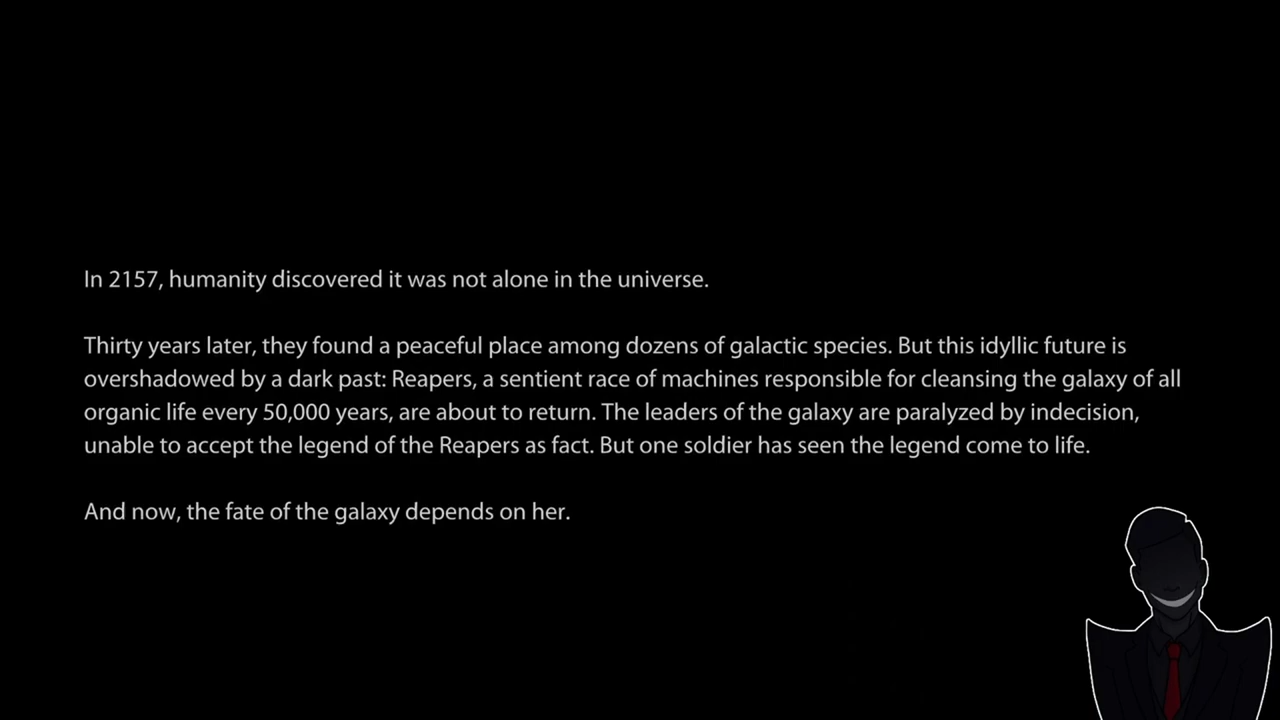 In 2157, humanity discovered it was not alone in the universe.
Thirty years later, they found a peaceful place among dozens of galactic species. But this idyllic future is
overshadowed by a dark past: Reapers, a sentient race of machines responsible for cleansing the galaxy of all
organic life every 50,000 years, are about to return. The leaders of the galaxy are paralyzed by indecision,
unable to accept the legend of the Reapers as fact. But one soldier has seen the legend come to life.
And now, the fate of the galaxy depends on her.